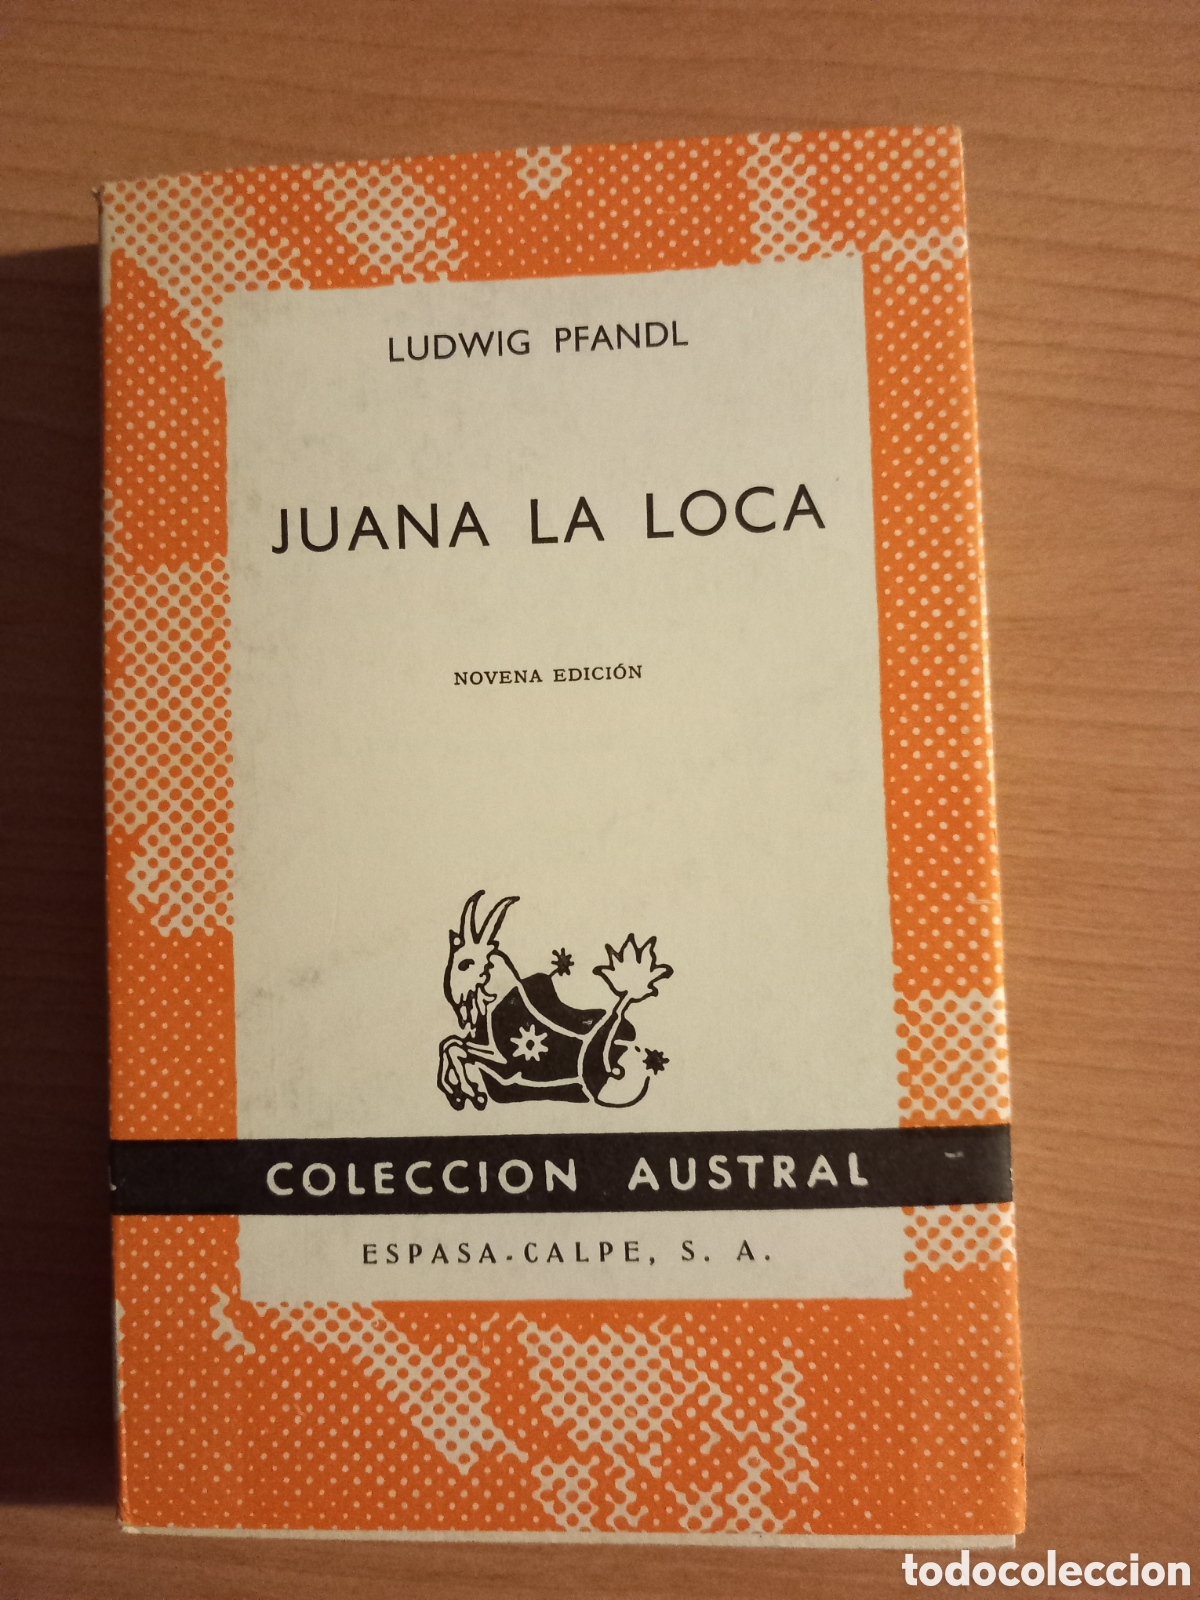 LUDWIG PFANDL
JUANA LA LOCA
NOVENA EDICIÓN
COLECCION AUSTRAL
ESPASA-CALPE, S. A.
todocoleccion